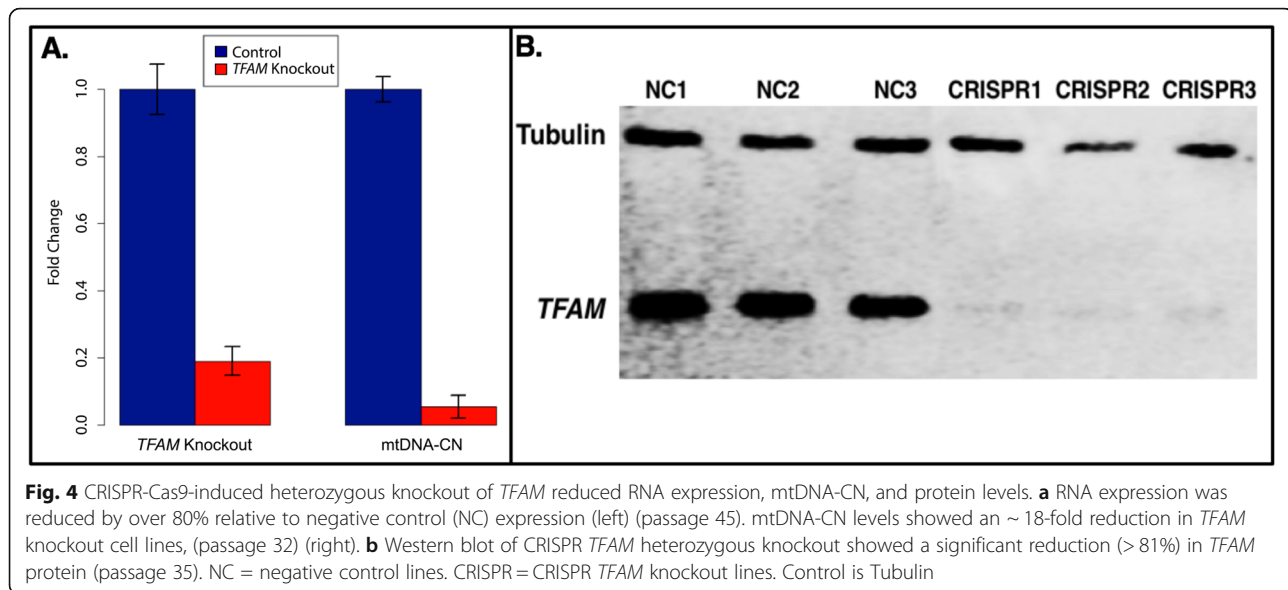 A.
Control
TFAM Knockout
Fold Change
1.0
0.8
0.6
0.4
0.2
0.0
TFAM Knockout
mtDNA-CN
B.
NC1 NC2 NC3 CRISPR1 CRISPR2 CRISPR3
Tubulin
TFAM
Fig. 4 CRISPR-Cas9-induced heterozygous knockout of TFAM reduced RNA expression, mtDNA-CN, and protein levels. a RNA expression was
reduced by over 80% relative to negative control (NC) expression (left) (passage 45). mtDNA-CN levels showed an ~ 18-fold reduction in TFAM
knockout cell lines, (passage 32) (right). b Western blot of CRISPR TFAM heterozygous knockout showed a significant reduction (> 81%) in TFAM
protein (passage 35). NC = negative control lines. CRISPR = CRISPR TFAM knockout lines. Control is Tubulin